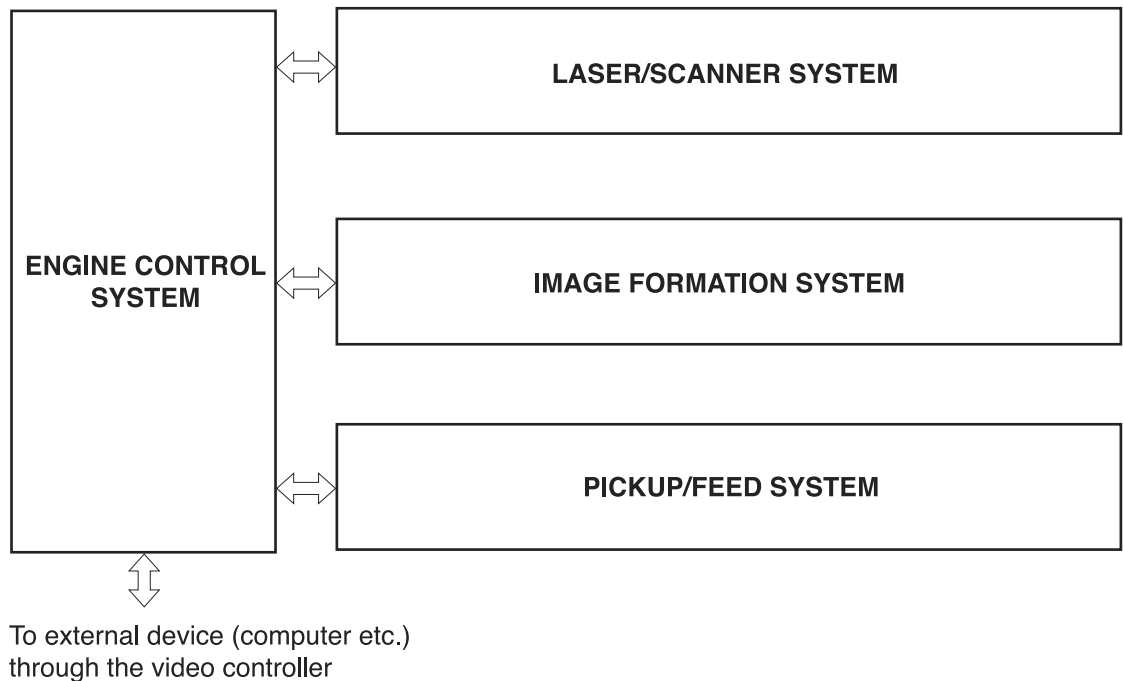 LASER/SCANNER SYSTEM
ENGINE CONTROL
SYSTEM
IMAGE FORMATION SYSTEM
PICKUP/FEED SYSTEM
To external device (computer etc.)
through the video controller